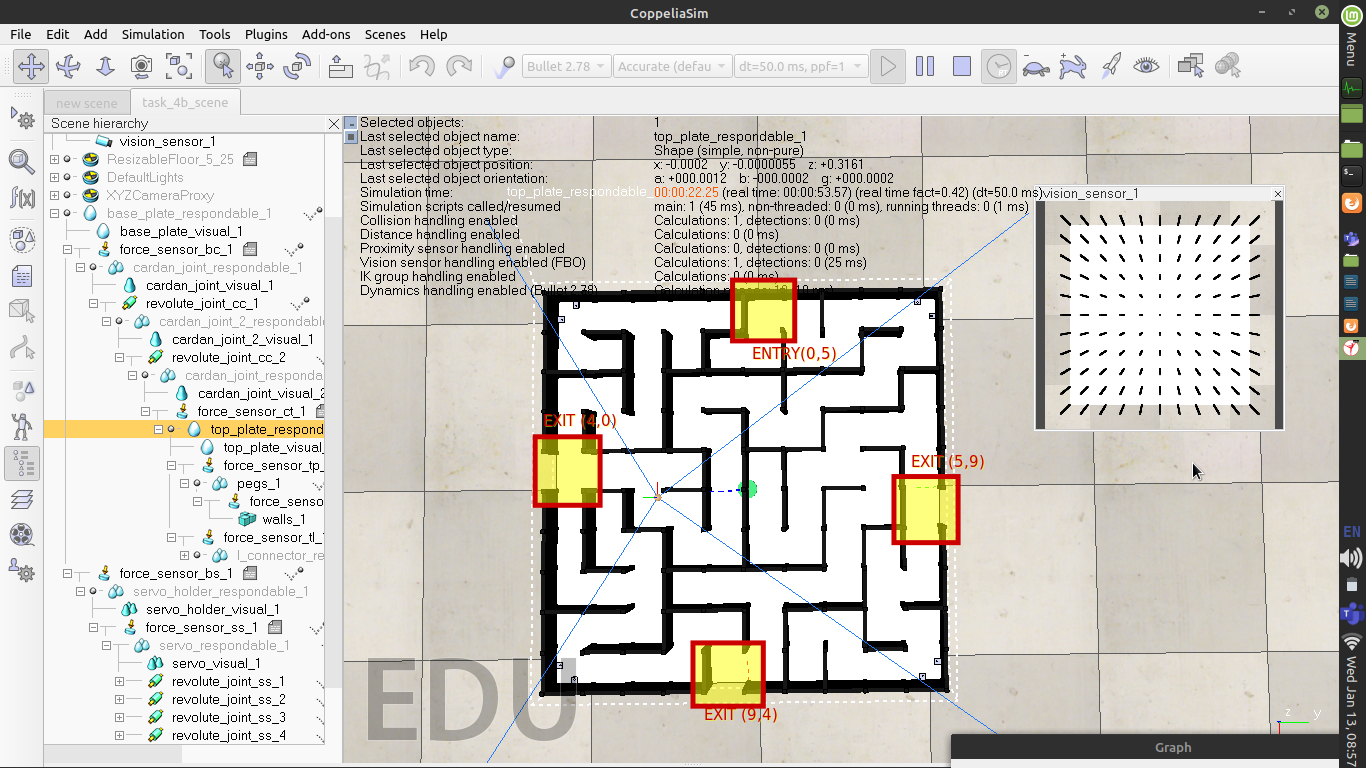 CoppeliaSim
File Edit Add Simulation Tools Plugins Add-ons Scenes Help
Menu
Bullet 2.78 Accurate (defau dt=50.0 ms, ppf=1
new scene task_4b_scene
Scene hierarchy
vision_sensor_1
ResizableFloor_5_25
DefaultLights
XYZCameraProxy
base_plate_respondable_1
base_plate_visual_1
force_sensor_bc_1
cardan_joint_respondable_1
cardan_joint_visual_1
revolute_joint_cc_1
cardan_joint_2_respondabl
cardan_joint_2_visual_1
revolute_joint_cc_2
cardan_joint_responda
cardan_joint_visual_2
force_sensor_ct_1
top_plate_respond
top_plate_visual_
force_sensor_tp_
pegs_1
force_senso
walls_1
force_sensor_tl_
l_connector_re
force_sensor_bs_1
servo_holder_respondable_1
servo_holder_visual_1
force_sensor_ss_1
servo_respondable_1
servo_visual_1
revolute_joint_ss_1
revolute_joint_ss_2
revolute_joint_ss_3
revolute_joint_ss_4
Selected objects: 1
Last selected object name: top_plate_respondable_1
Last selected object type: Shape (simple, non-pure)
Last selected object position: x: -0.0002 y: -0.0000055 z: +0.3161
Last selected object orientation: a: +000.0012 b: -000.0002 g: +000.0002
Simulation time: 00:00:22.25 (real time: 00:00:53.57) (real time fact=0.42) (dt=50.0 ms)
top_plate_respondable_
Simulation scripts called/resumed main: 1 (45 ms), non-threaded: 0 (0 ms), running threads: 0 (1 ms)
Collision handling enabled Calculations: 1, detections: 0 (0 ms)
Distance handling enabled Calculations: 0 (0 ms)
Proximity sensor handling enabled Calculations: 0, detections: 0 (0 ms)
Vision sensor handling enabled (FBO) Calculations: 1, detections: 0 (25 ms)
IK group handling enabled Calculations: 0 (0 ms)
Dynamics handling enabled (Bullet 2.78)
vision_sensor_1
ENTRY(0,5)
EXIT (4,0)
EXIT (5,9)
EXIT (9,4)
EDU
z y
Graph
EN
Wed Jan 13, 08:57